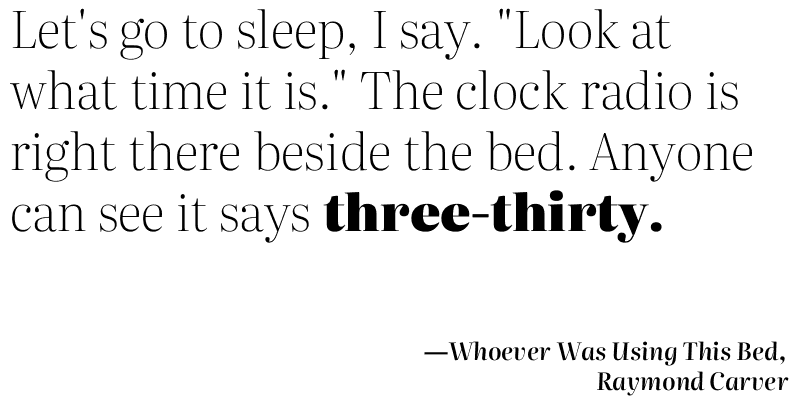 Let's go to sleep, I say. "Look at
what time it is." The clock radio is
right there beside the bed. Anyone
can see it says three-thirty.
—Whoever Was Using This Bed,
Raymond Carver